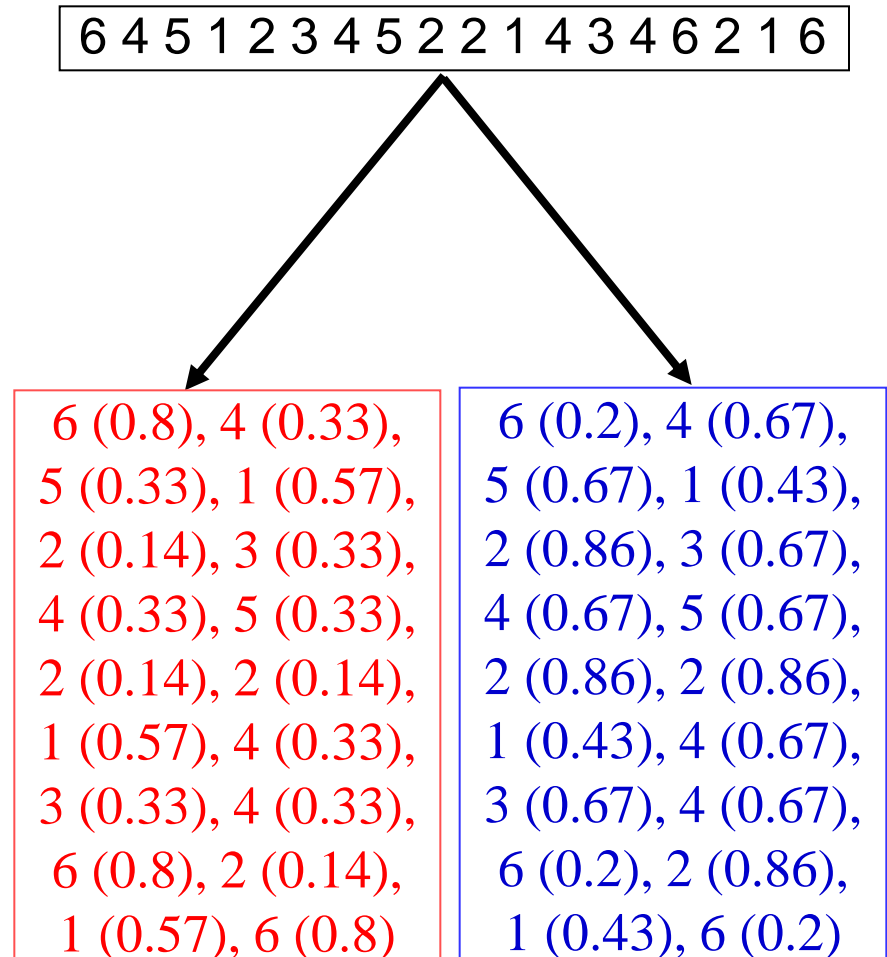 6 4 5 1 2 3 4 5 2 2 1 4 3 4 6 2 1 6
6 (0.8), 4 (0.33),
5 (0.33), 1 (0.57),
2 (0.14), 3 (0.33),
4 (0.33), 5 (0.33),
2 (0.14), 2 (0.14),
1 (0.57), 4 (0.33),
3 (0.33), 4 (0.33),
6 (0.8), 2 (0.14),
1 (0.57), 6 (0.8)
6 (0.2), 4 (0.67),
5 (0.67), 1 (0.43),
2 (0.86), 3 (0.67),
4 (0.67), 5 (0.67),
2 (0.86), 2 (0.86),
1 (0.43), 4 (0.67),
3 (0.67), 4 (0.67),
6 (0.2), 2 (0.86),
1 (0.43), 6 (0.2)